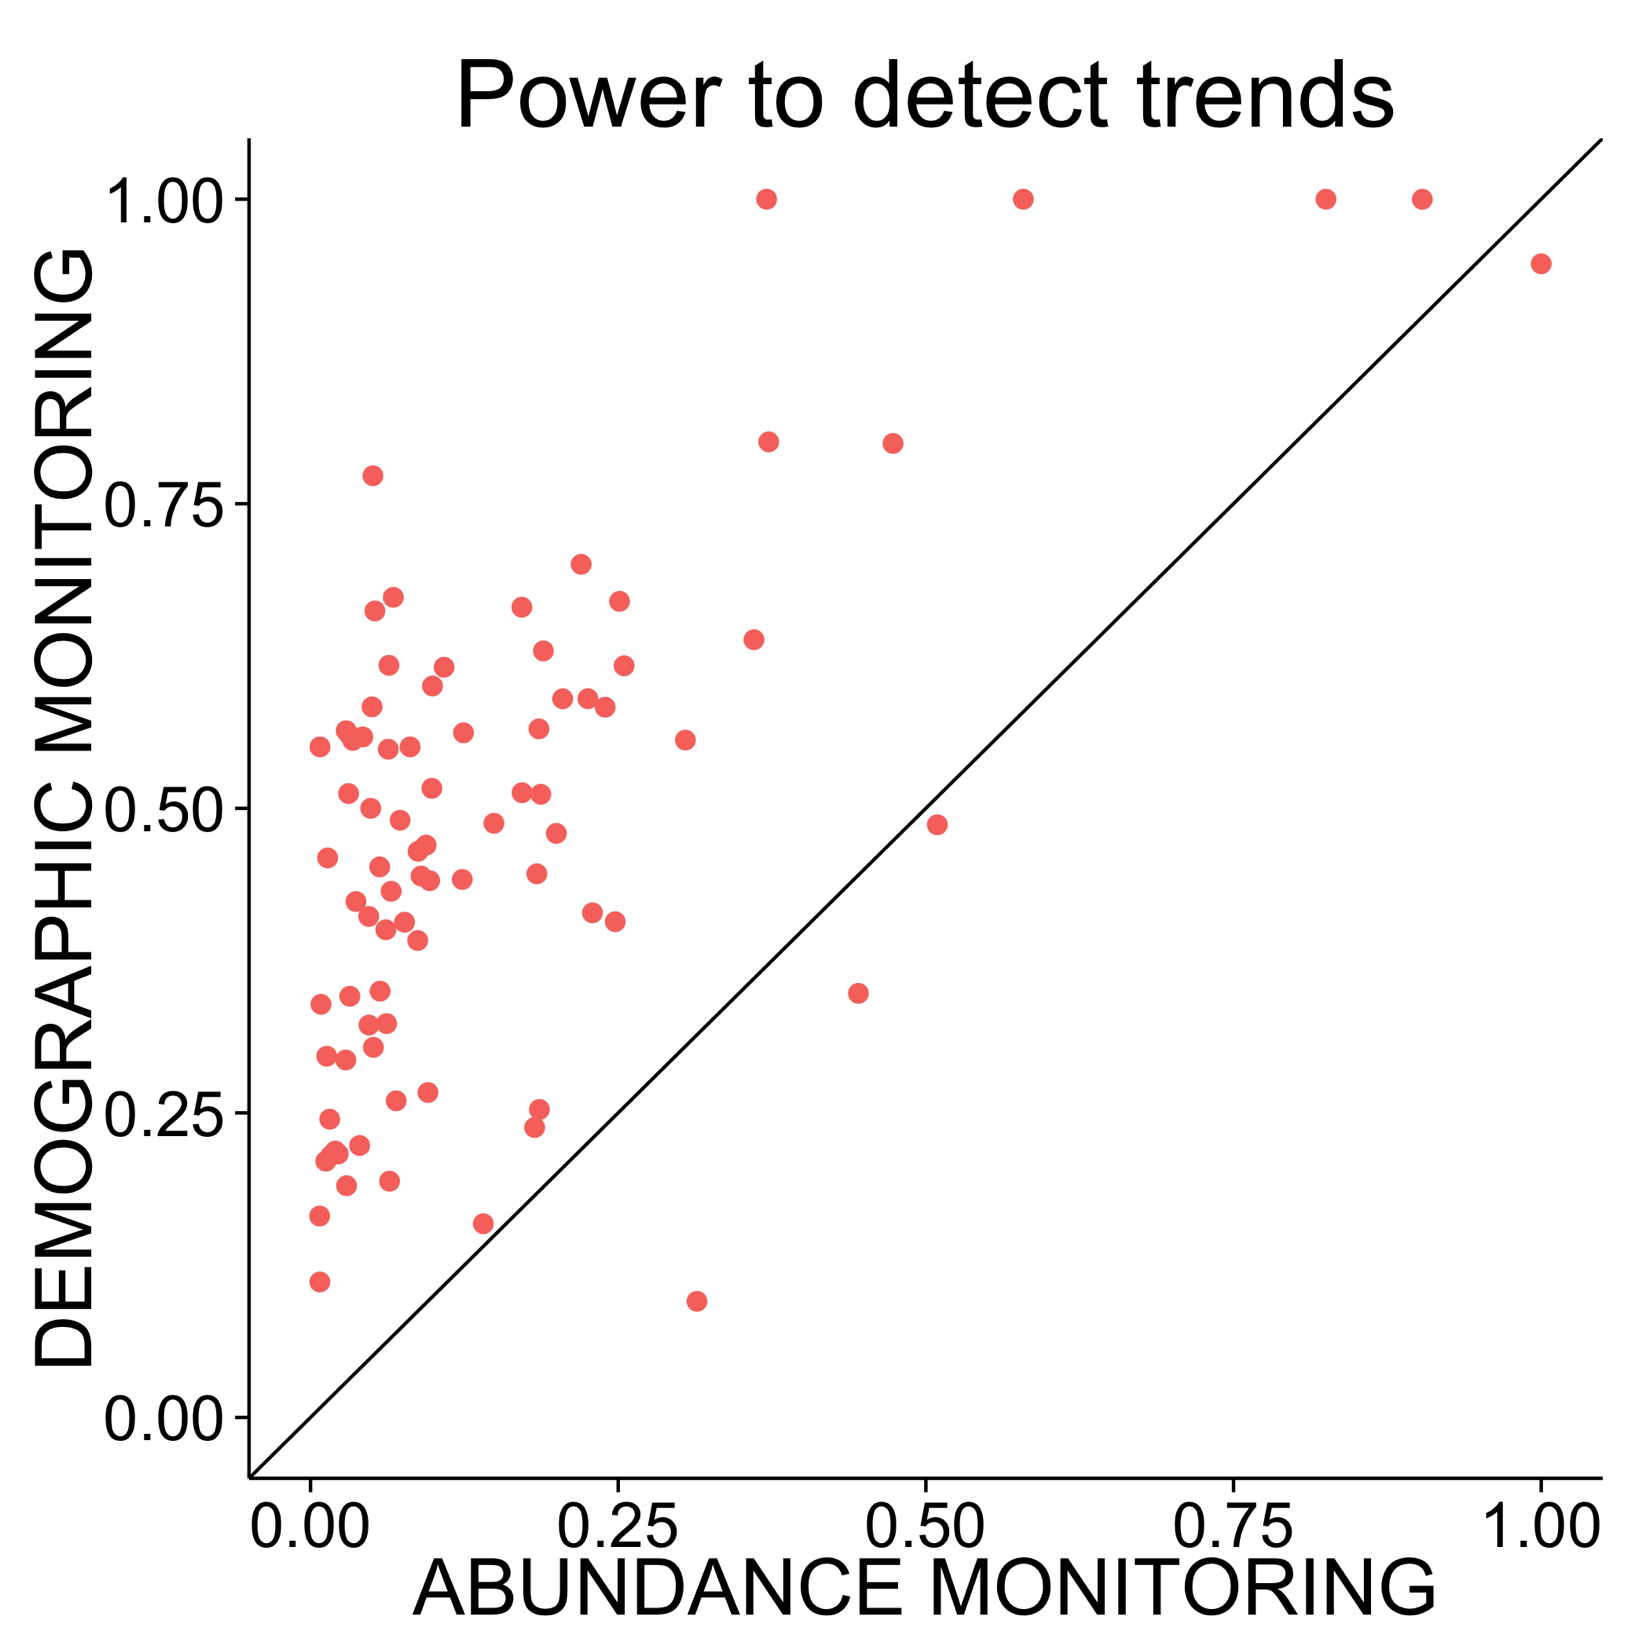 Power to detect trends
DEMOGRAPHIC MONITORING
1.00
0.75
0.50
0.25
0.00
0.00 0.25 0.50 0.75 1.00
ABUNDANCE MONITORING